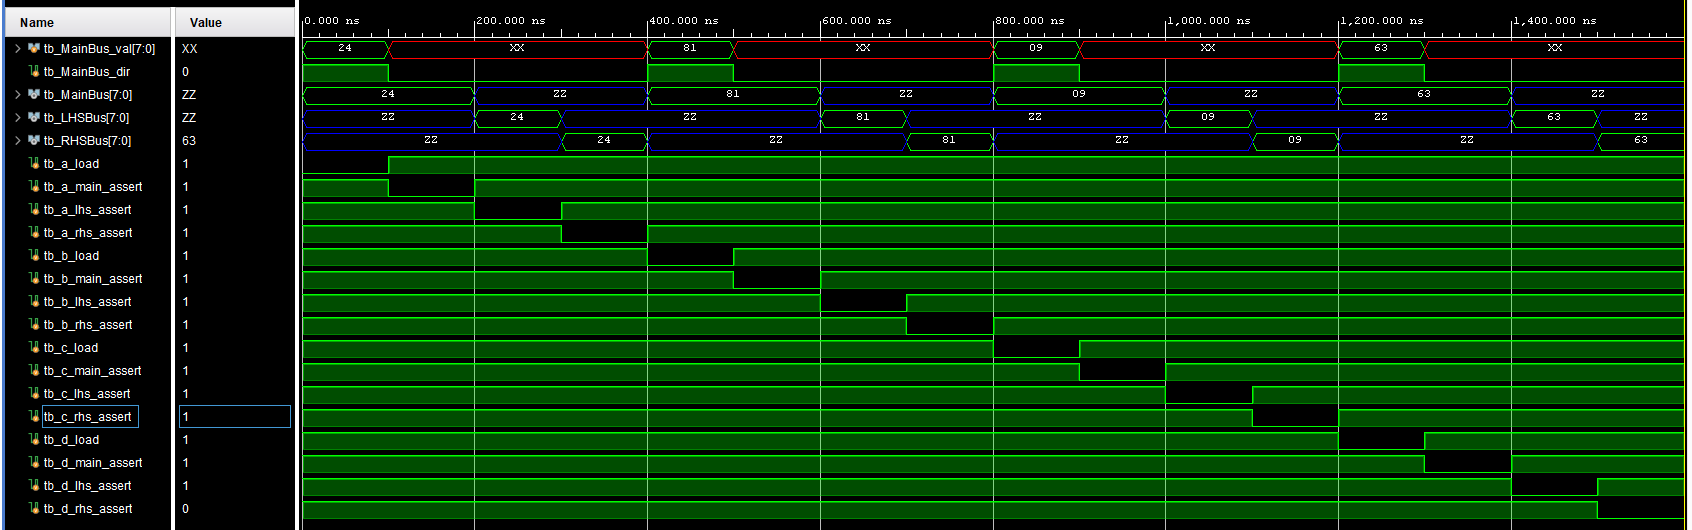 Name Value 0.000 ns 200.000 ns 400.000 ns 600.000 ns 800.000 ns 1,000.000 ns 1,200.000 ns 1,400.000 ns
tb_MainBus_val[7:0] XX 24 XX 81 XX 09 XX 63 XX
tb_MainBus_dir 0
tb_MainBus[7:0] ZZ 24 ZZ 81 ZZ 09 ZZ 63 ZZ
tb_LHSBus[7:0] ZZ ZZ 24 ZZ 81 ZZ 09 ZZ 63 ZZ
tb_RHSBus[7:0] 63 ZZ 24 ZZ 81 ZZ 09 ZZ 63
tb_a_load 1
tb_a_main_assert 1
tb_a_lhs_assert 1
tb_a_rhs_assert 1
tb_b_load 1
tb_b_main_assert 1
tb_b_lhs_assert 1
tb_b_rhs_assert 1
tb_c_load 1
tb_c_main_assert 1
tb_c_lhs_assert 1
tb_c_rhs_assert 1
tb_d_load 1
tb_d_main_assert 1
tb_d_lhs_assert 1
tb_d_rhs_assert 0